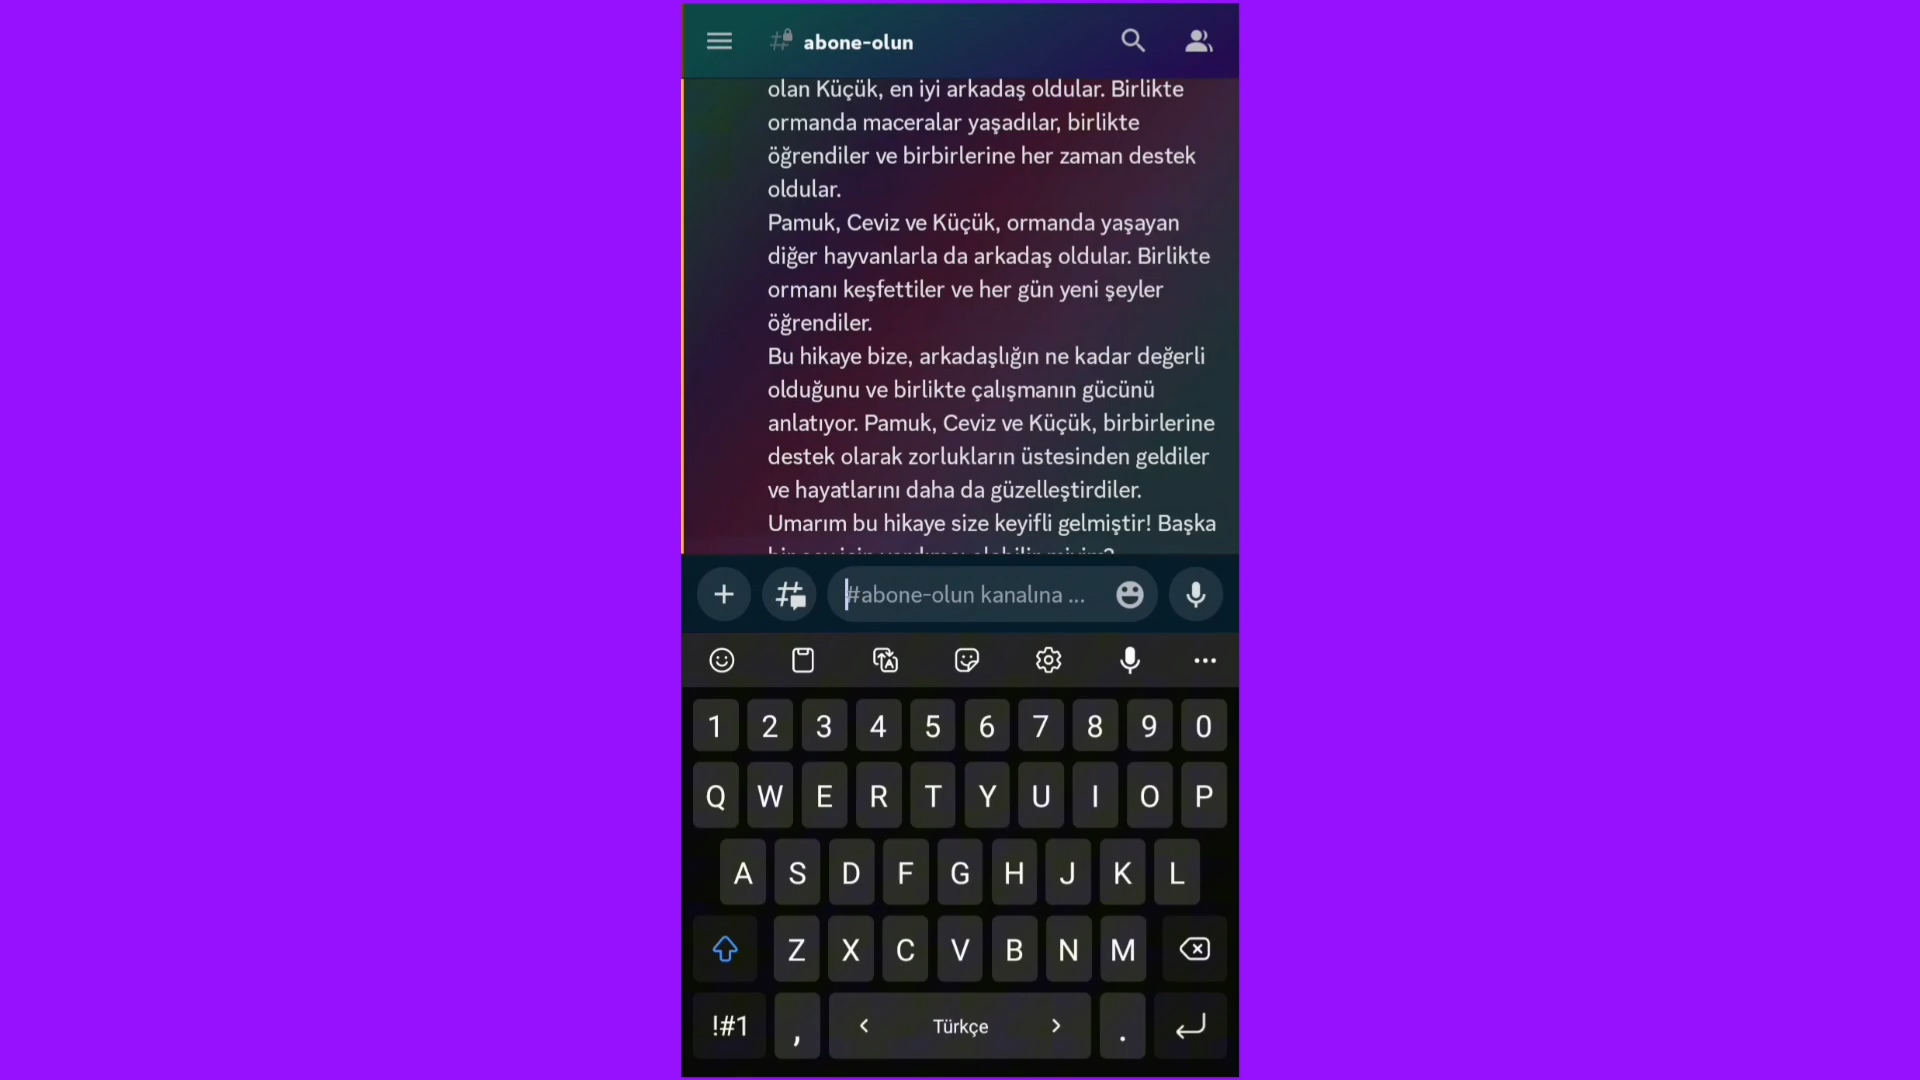 abone-olun
olan Küçük, en iyi arkadaş oldular. Birlikte
ormanda maceralar yaşadılar, birlikte
öğrendiler ve birbirlerine her zaman destek
oldular.
Pamuk, Ceviz ve Küçük, ormanda yaşayan
diğer hayvanlarla da arkadaş oldular. Birlikte
ormanı keşfettiler ve her gün yeni şeyler
öğrendiler.
Bu hikaye bize, arkadaşlığın ne kadar değerli
olduğunu ve birlikte çalışmanın gücünü
anlatıyor. Pamuk, Ceviz ve Küçük, birbirlerine
destek olarak zorlukların üstesinden geldiler
ve hayatlarını daha da güzelleştirdiler.
Umarım bu hikaye size keyifli gelmiştir! Başka
#abone-olun kanalına ...
1 2 3 4 5 6 7 8 9 0
Q W E R T Y U I O P
A S D F G H J K L
Z X C V B N M
!#1 , < Türkçe > .